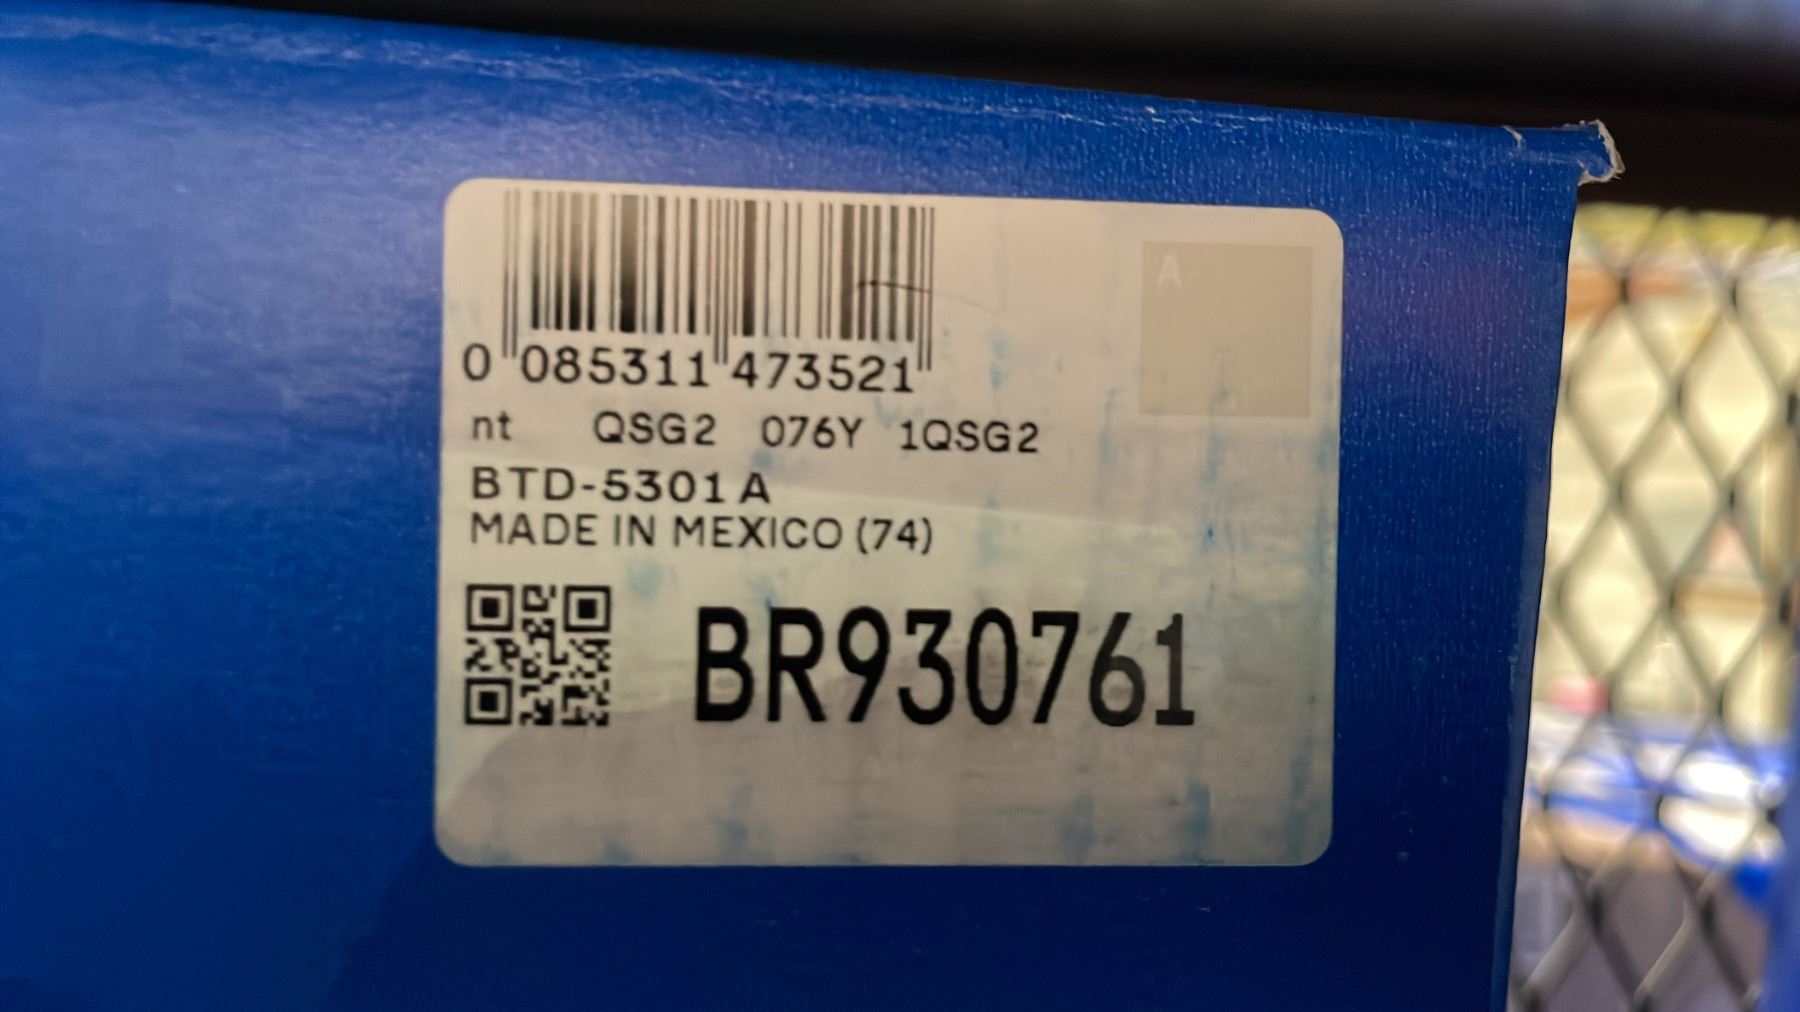 A
0 085311 473521
nt QSG2 076Y 1QSG2
BTD-5301 A
MADE IN MEXICO (74)
BR930761